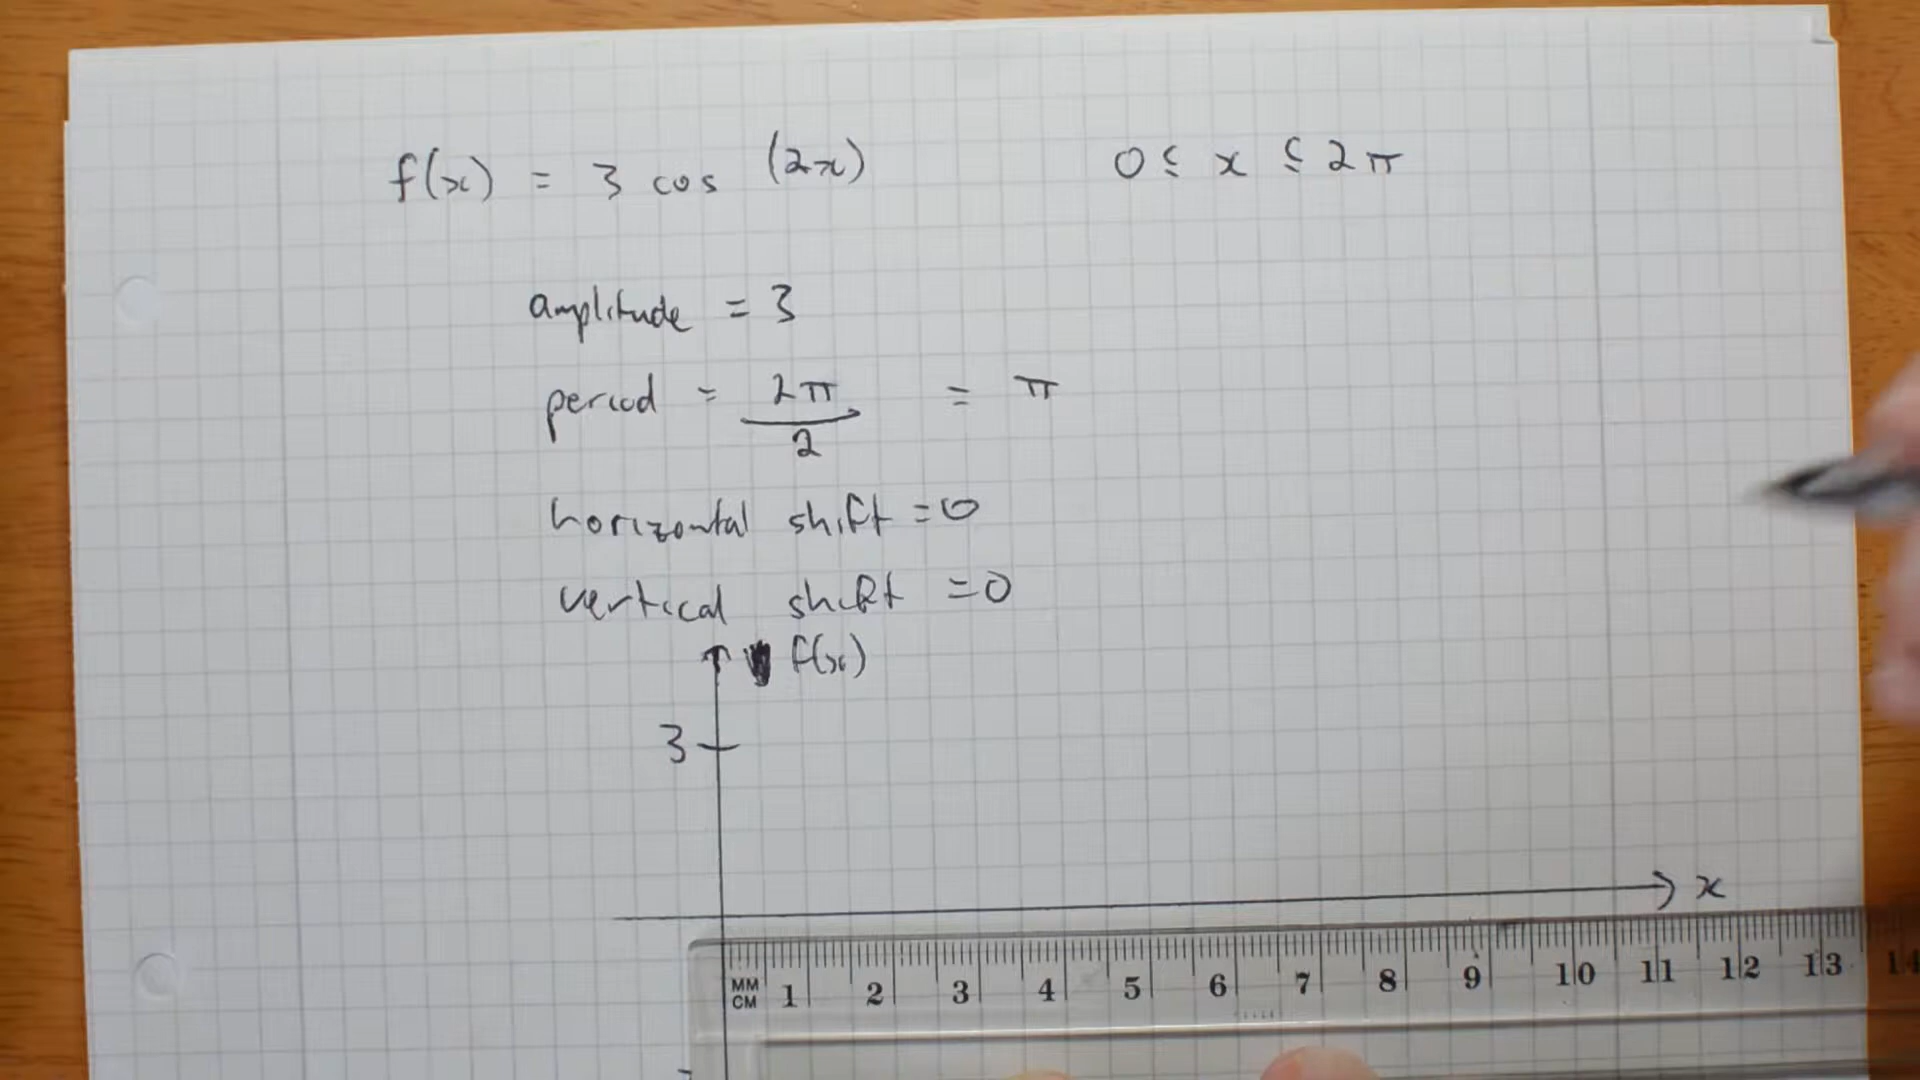 f(x) = 3 cos (2x) 0 ≤ x ≤ 2π
amplitude = 3
period = 2π/2 = π
horizontal shift = 0
vertical shift = 0
f(x)
3
x
MM
CM 1 2 3 4 5 6 7 8 9 10 11 12 13 14